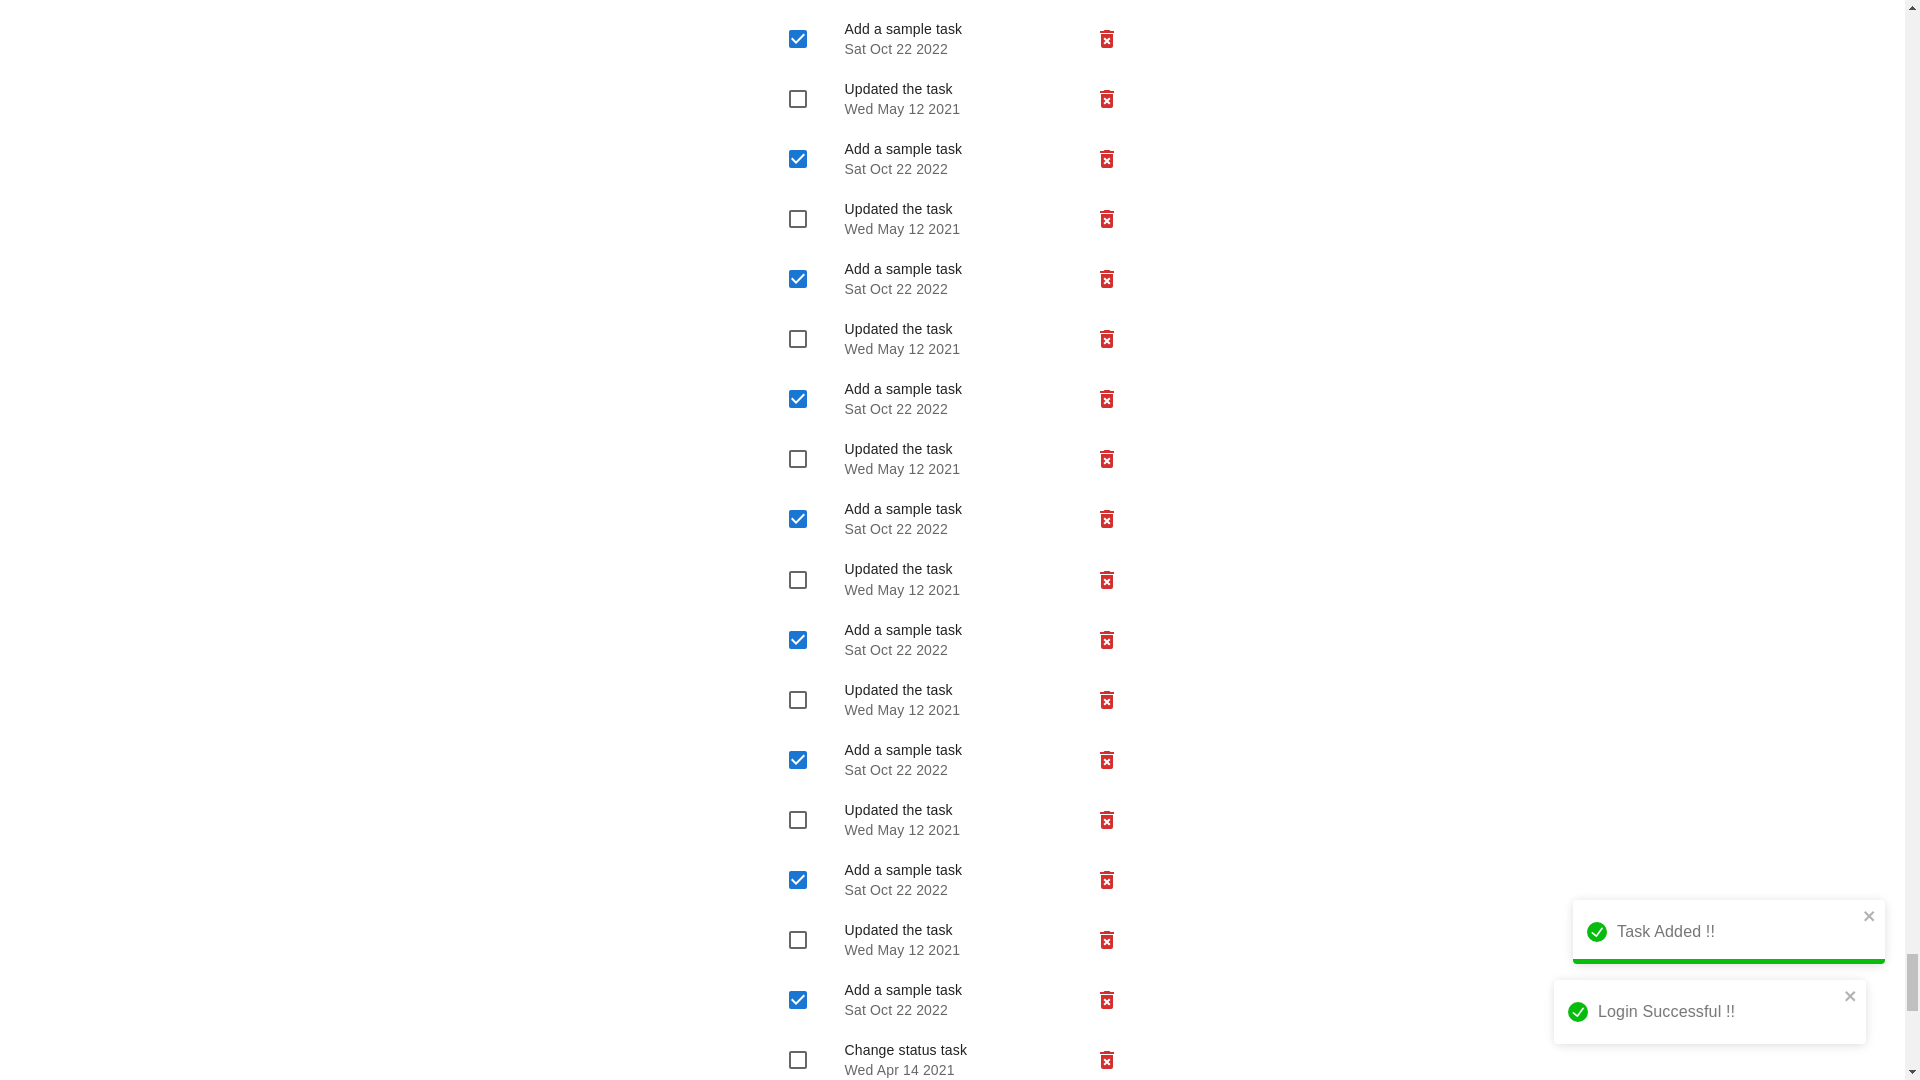 Add a sample task
Sat Oct 22 2022
Updated the task
Wed May 12 2021
Add a sample task
Sat Oct 22 2022
Updated the task
Wed May 12 2021
Add a sample task
Sat Oct 22 2022
Updated the task
Wed May 12 2021
Add a sample task
Sat Oct 22 2022
Updated the task
Wed May 12 2021
Add a sample task
Sat Oct 22 2022
Updated the task
Wed May 12 2021
Add a sample task
Sat Oct 22 2022
Updated the task
Wed May 12 2021
Add a sample task
Sat Oct 22 2022
Updated the task
Wed May 12 2021
Add a sample task
Sat Oct 22 2022
Updated the task
Wed May 12 2021
Add a sample task
Sat Oct 22 2022
Change status task
Wed Apr 14 2021
Task Added !!
Login Successful !!